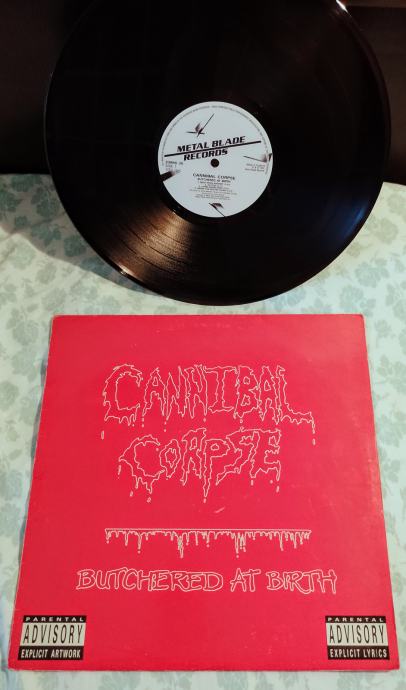 METAL BLADE
RECORDS
CANNIBAL CORPSE
BUTCHERED AT BIRTH
CANNIBAL
CORPSE
BUTCHERED AT BIRTH
PARENTAL
ADVISORY
EXPLICIT ARTWORK
PARENTAL
ADVISORY
EXPLICIT LYRICS